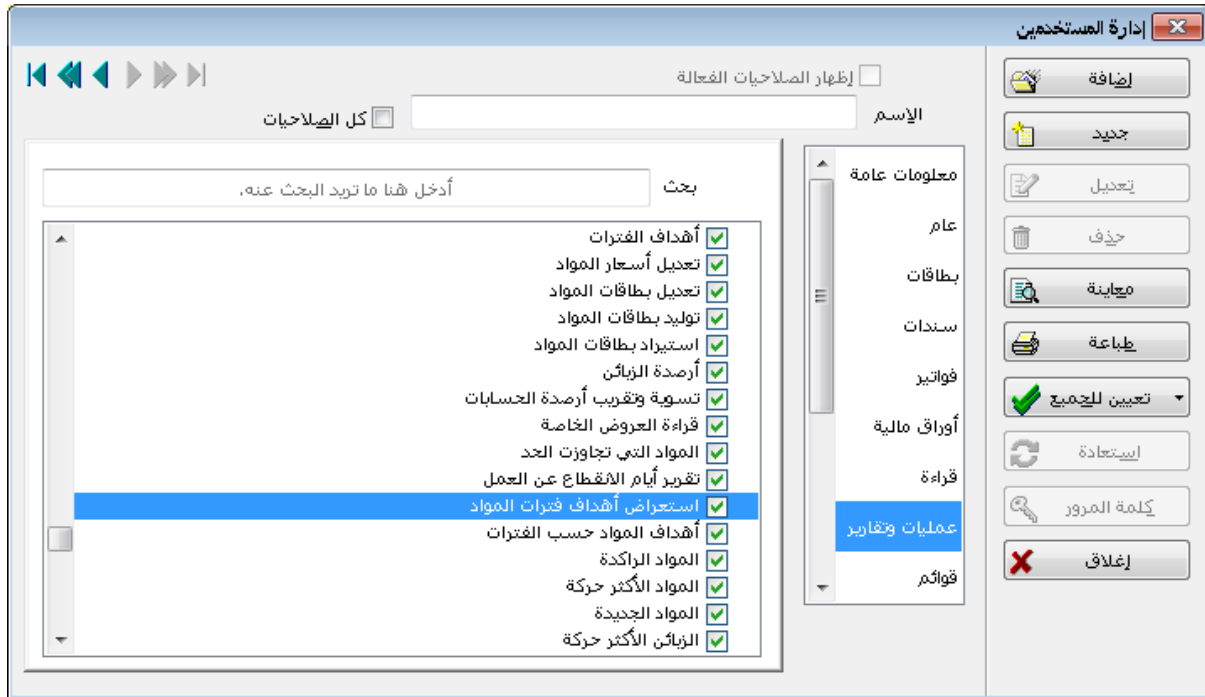 إدارة المستخدمين
إضافة
جديد
تعديل
حذف
معاينة
طباعة
تعيين للجميع
استعادة
كلمة المرور
إغلاق
إظهار الصلاحيات الفعالة
الإسم
كل الصلاحيات
معلومات عامة
عام
بطاقات
سندات
فواتير
أوراق مالية
قراءة
عمليات وتقارير
قوائم
بحث
أدخل هنا ما تريد البحث عنه.
أهداف الفترات
تعديل أسعار المواد
تعديل بطاقات المواد
توليد بطاقات المواد
استيراد بطاقات المواد
أرصدة الزبائن
تسوية وتقريب أرصدة الحسابات
قراءة العروض الخاصة
المواد التي تجاوزت الحد
تقرير أيام الانقطاع عن العمل
استعراض أهداف فترات المواد
أهداف المواد حسب الفترات
المواد الراكدة
المواد الأكثر حركة
المواد الجديدة
الزبائن الأكثر حركة